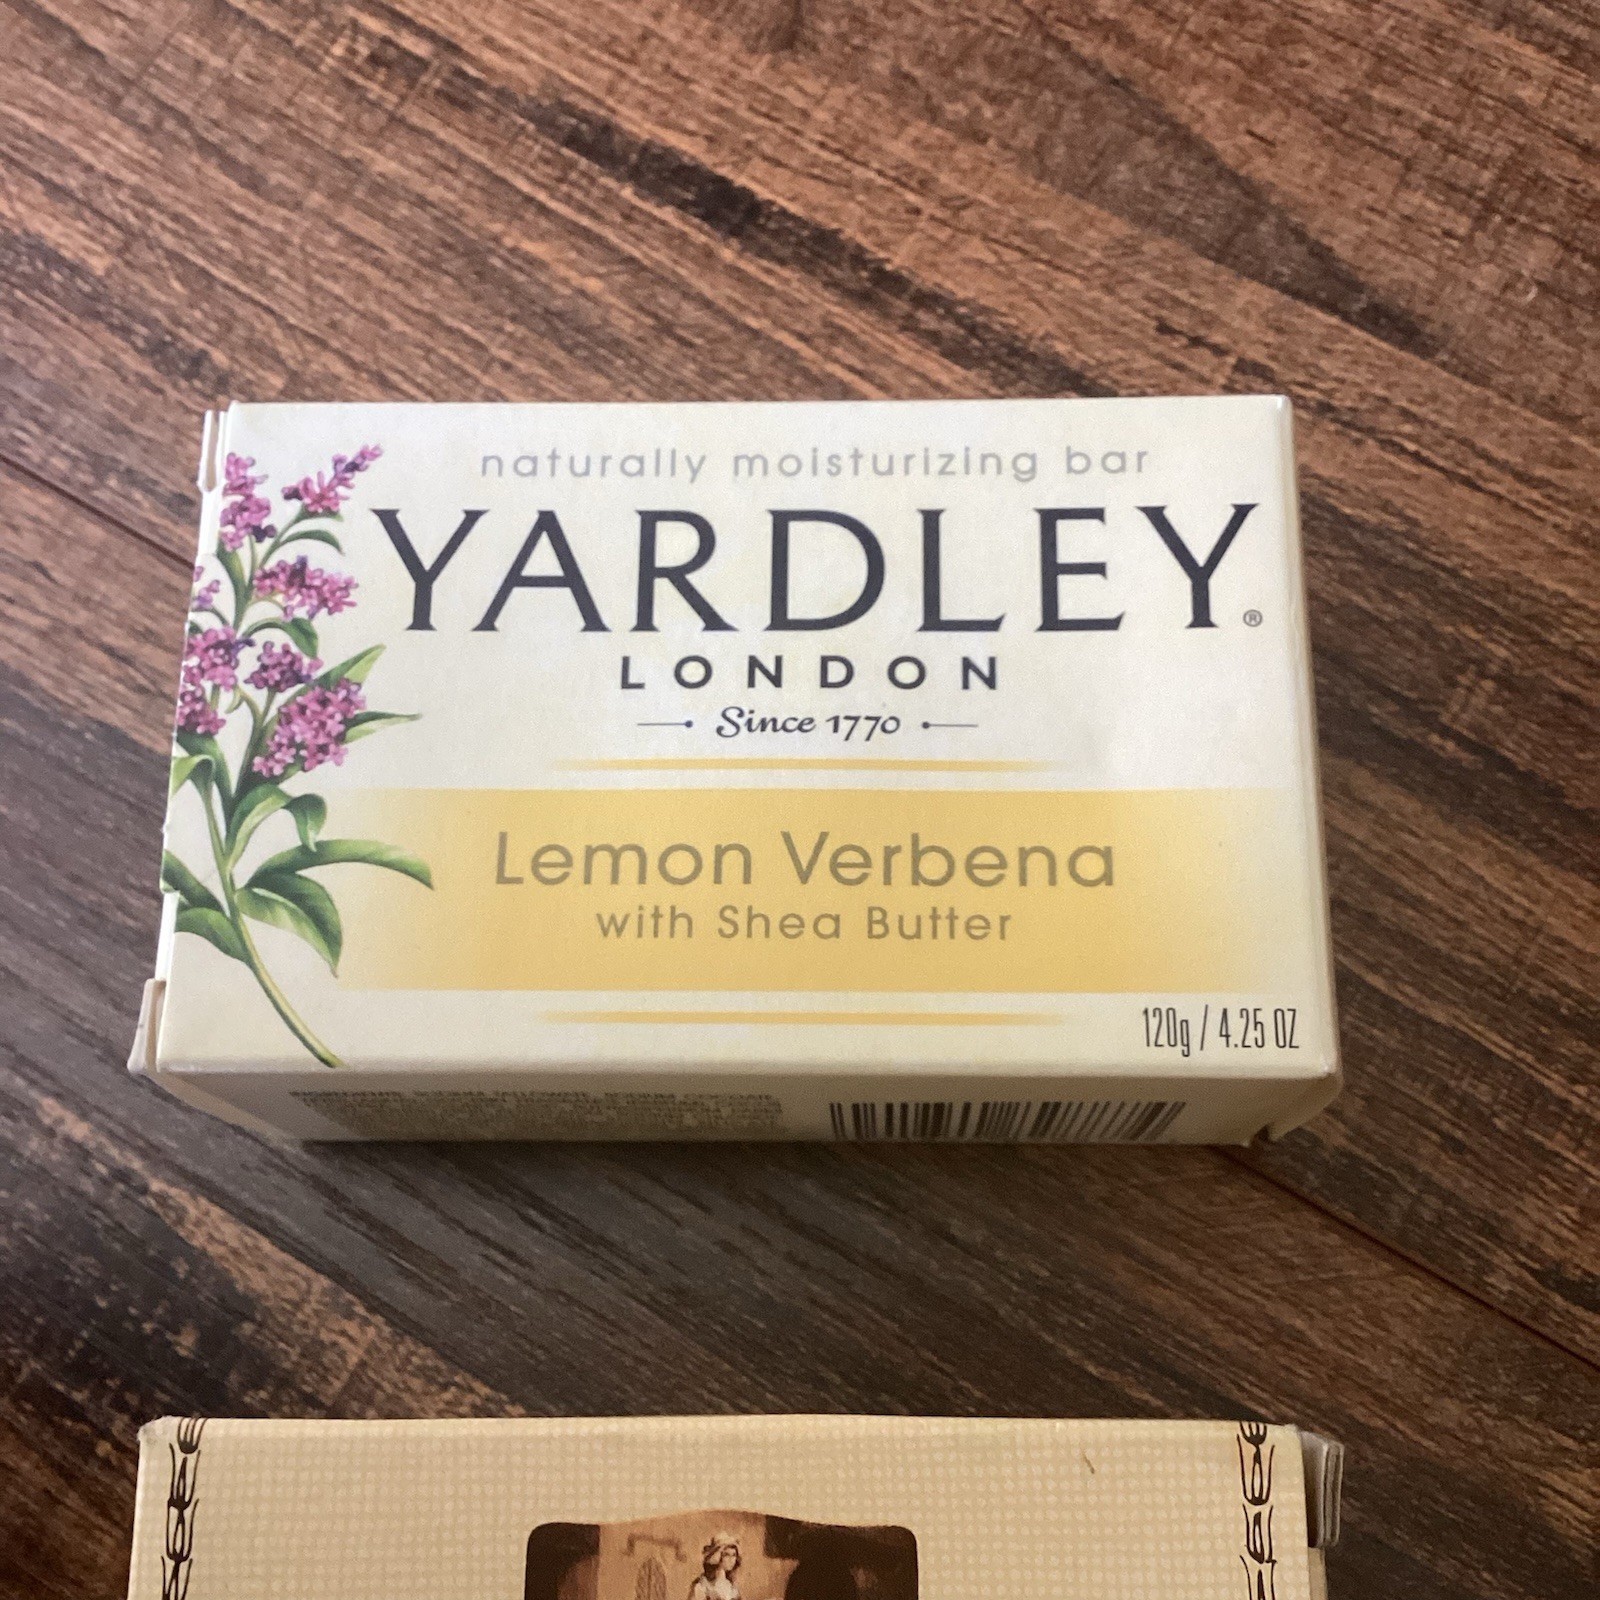 naturally moisturizing bar
YARDLEY®
LONDON
Since 1770
Lemon Verbena
with Shea Butter
120g / 4.25 OZ